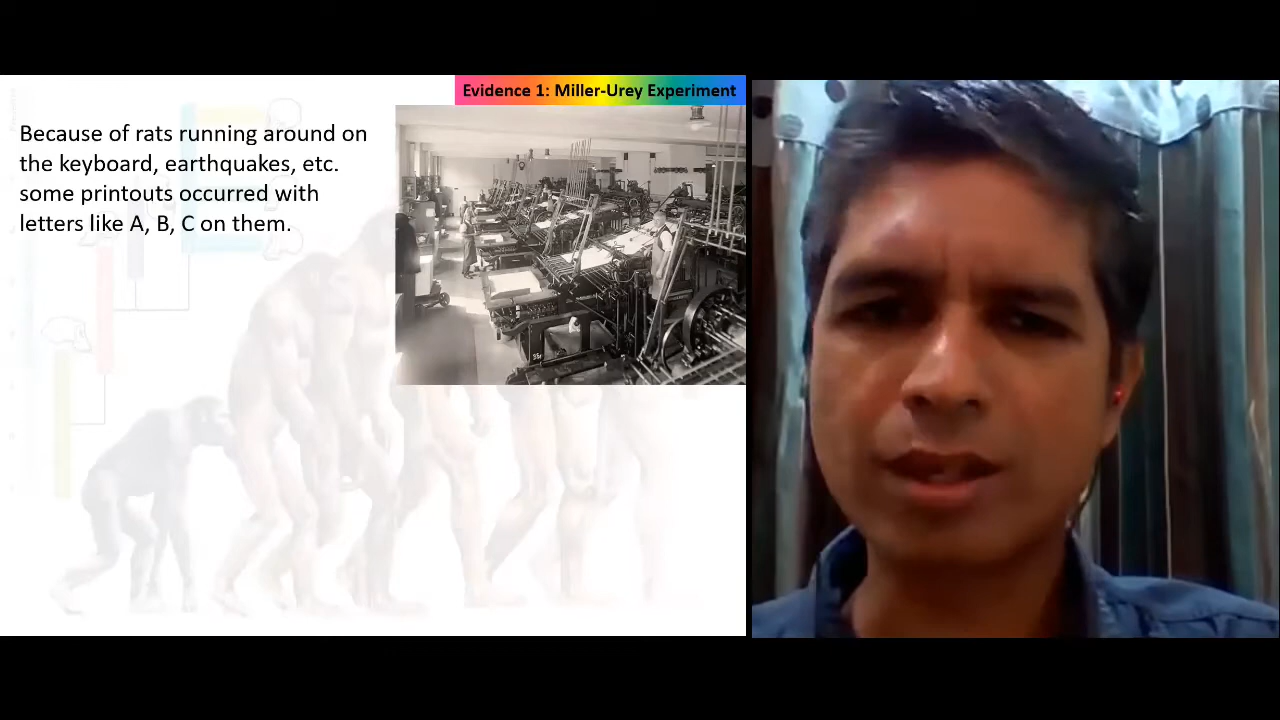 Evidence 1: Miller-Urey Experiment
Because of rats running around on
the keyboard, earthquakes, etc.
some printouts occurred with
letters like A, B, C on them.